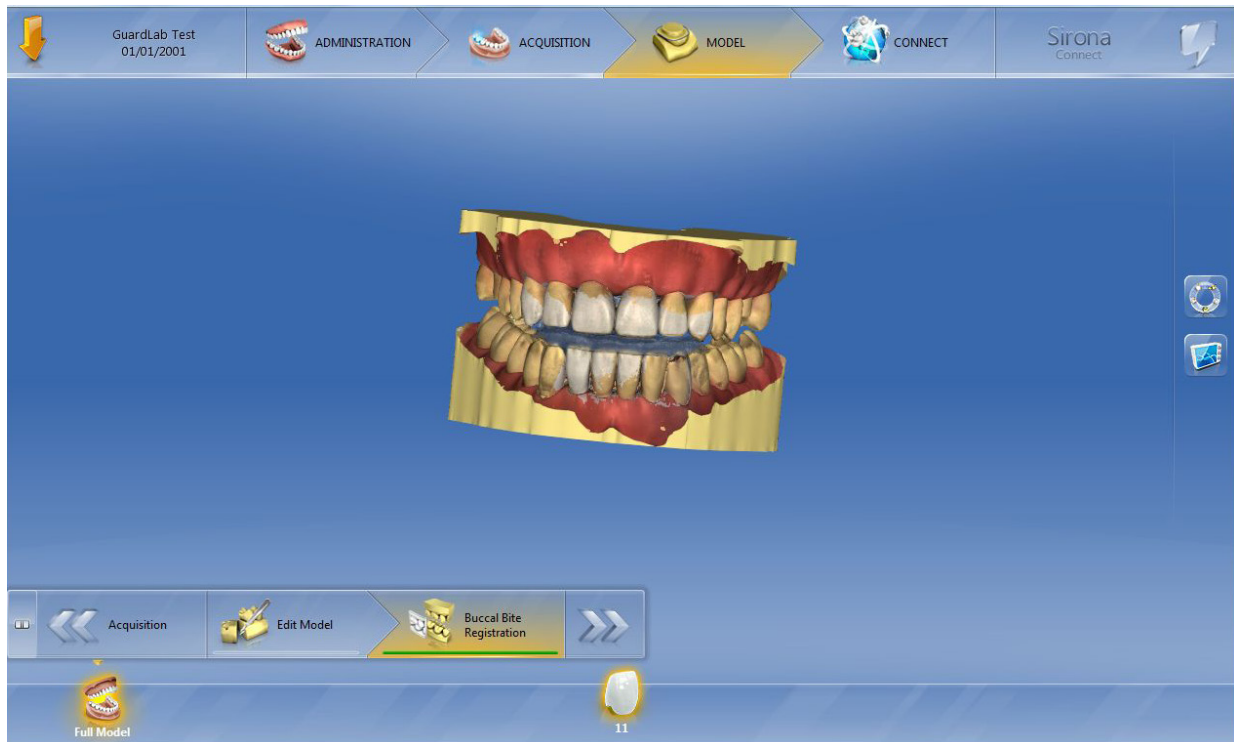 GuardLab Test
01/01/2001
ADMINISTRATION
ACQUISITION
MODEL
CONNECT
Sirona
Connect
Acquisition
Edit Model
Buccal Bite
Registration
Full Model
11